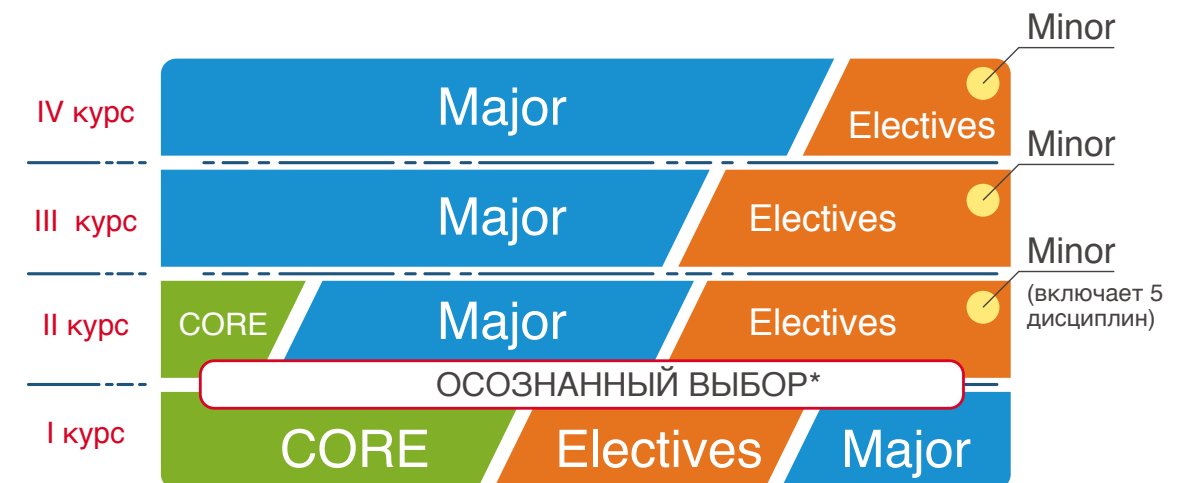 Minor
IV курс
Major
Electives
Minor
III курс
Major
Electives
Minor
(включает 5
дисциплин)
II курс
CORE
Major
Electives
ОСОЗНАННЫЙ ВЫБОР*
I курс
CORE
Electives
Major